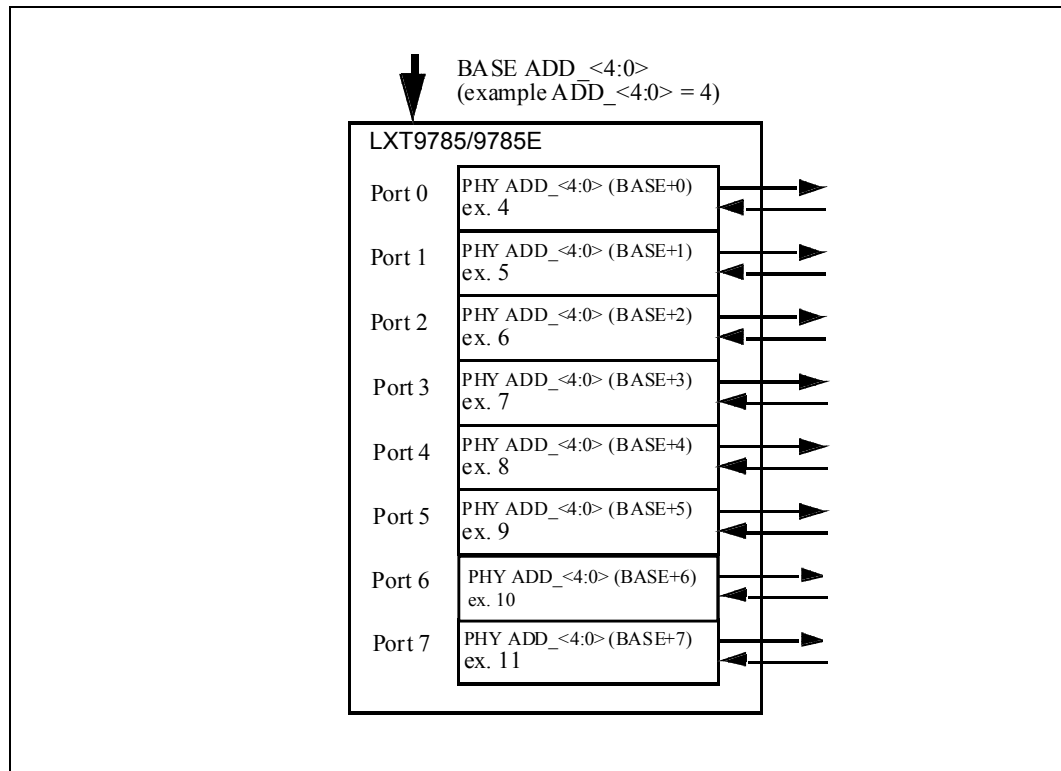 BASE ADD_<4:0>
(example ADD_<4:0> = 4)
LXT9785/9785E
Port 0
PHY ADD_<4:0> (BASE+0)
ex. 4
Port 1
PHY ADD_<4:0> (BASE+1)
ex. 5
Port 2
PHY ADD_<4:0> (BASE+2)
ex. 6
Port 3
PHY ADD_<4:0> (BASE+3)
ex. 7
Port 4
PHY ADD_<4:0> (BASE+4)
ex. 8
Port 5
PHY ADD_<4:0> (BASE+5)
ex. 9
Port 6
PHY ADD_<4:0> (BASE+6)
ex. 10
Port 7
PHY ADD_<4:0> (BASE+7)
ex. 11